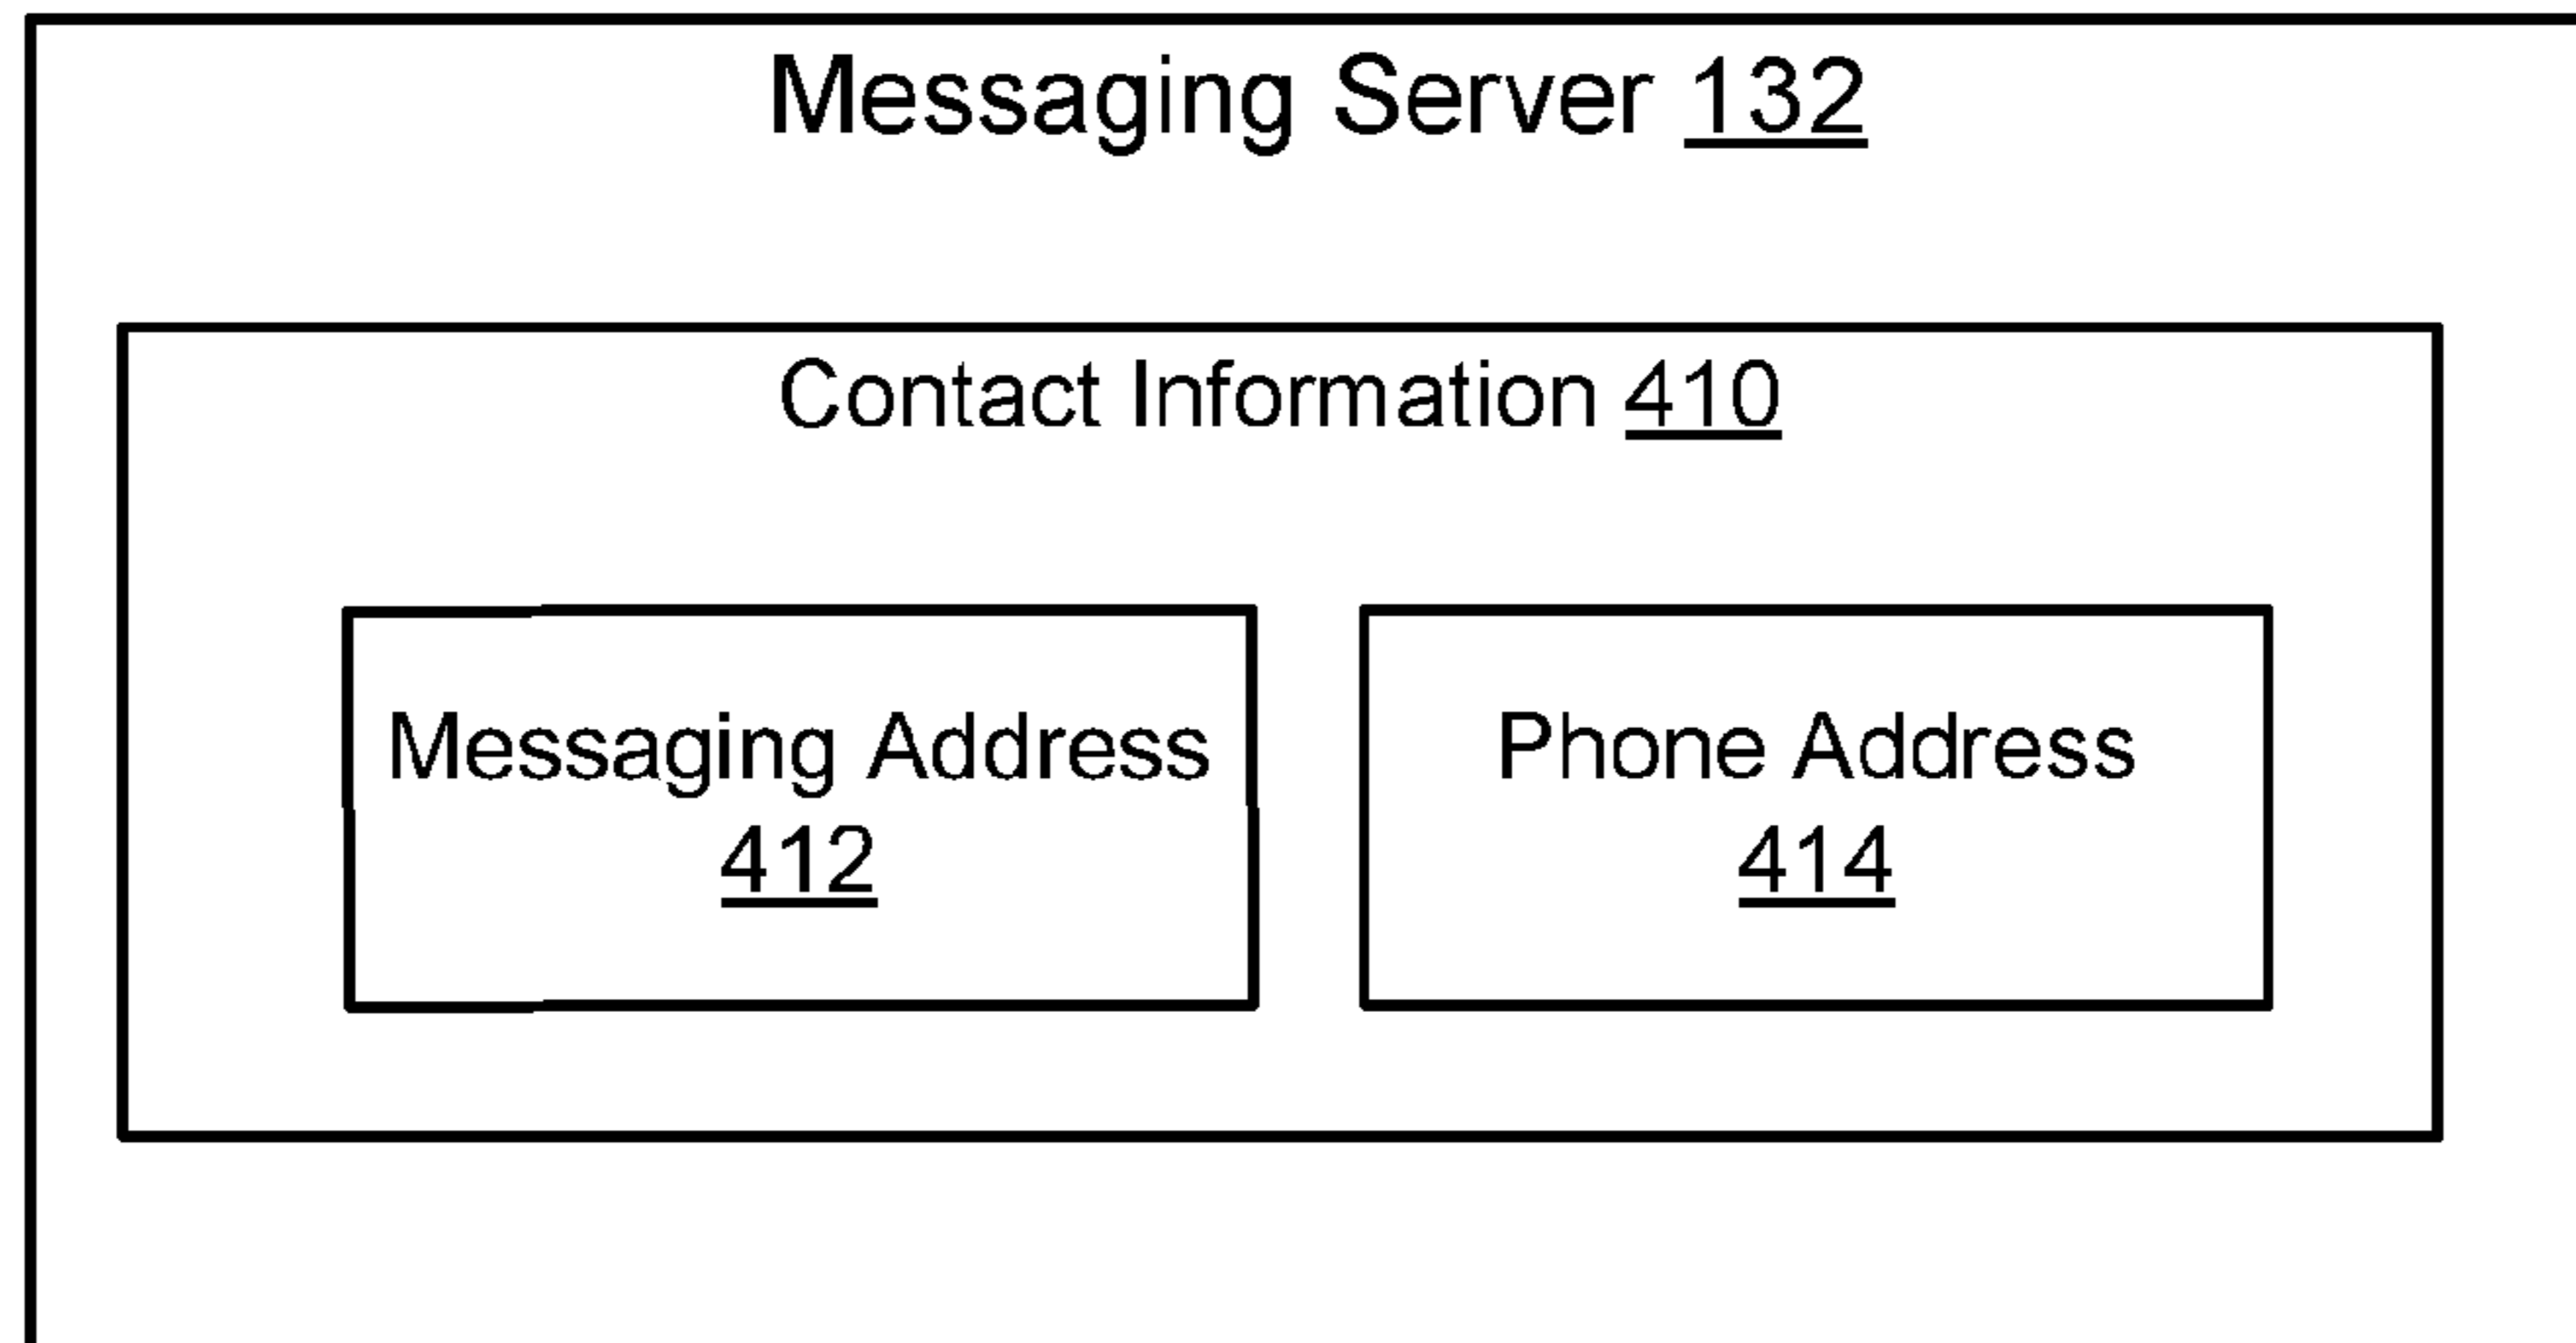 Messaging Server 132
Contact Information 410
Messaging Address
412
Phone Address
414